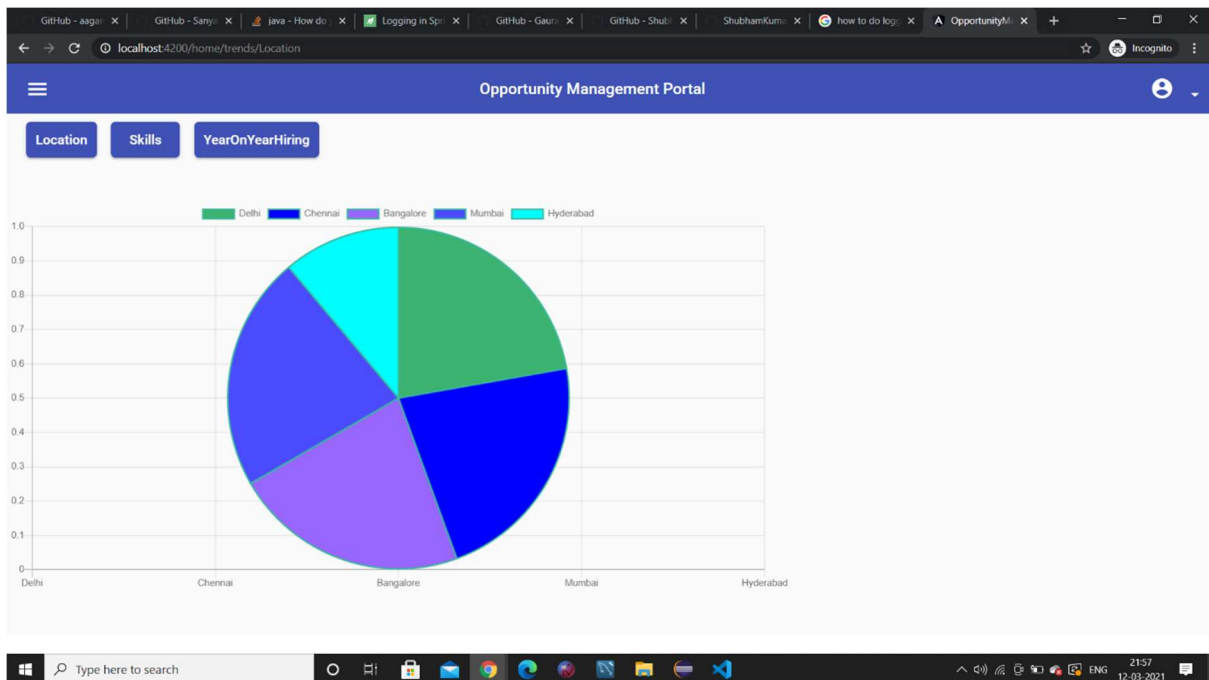 GitHub - aagan
GitHub - Sanya
java - How do y
Logging in Spri
GitHub - Gaura
GitHub - Shubh
ShubhamKuma
how to do logg
OpportunityMa
localhost:4200/home/trends/Location
Incognito
Opportunity Management Portal
Location Skills YearOnYearHiring
Delhi Chennai Bangalore Mumbai Hyderabad
1.0
0.9
0.8
0.7
0.6
0.5
0.4
0.3
0.2
0.1
0
Delhi Chennai Bangalore Mumbai Hyderabad
Type here to search
ENG
21:57
12-03-2021